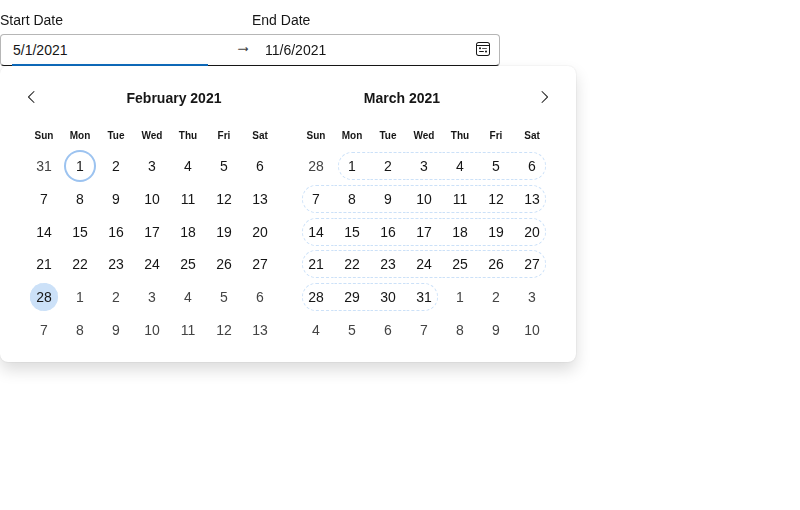 Start Date End Date
5/1/2021 → 11/6/2021
February 2021 March 2021
Sun Mon Tue Wed Thu Fri Sat Sun Mon Tue Wed Thu Fri Sat
31 1 2 3 4 5 6 28 1 2 3 4 5 6
7 8 9 10 11 12 13 7 8 9 10 11 12 13
14 15 16 17 18 19 20 14 15 16 17 18 19 20
21 22 23 24 25 26 27 21 22 23 24 25 26 27
28 1 2 3 4 5 6 28 29 30 31 1 2 3
7 8 9 10 11 12 13 4 5 6 7 8 9 10